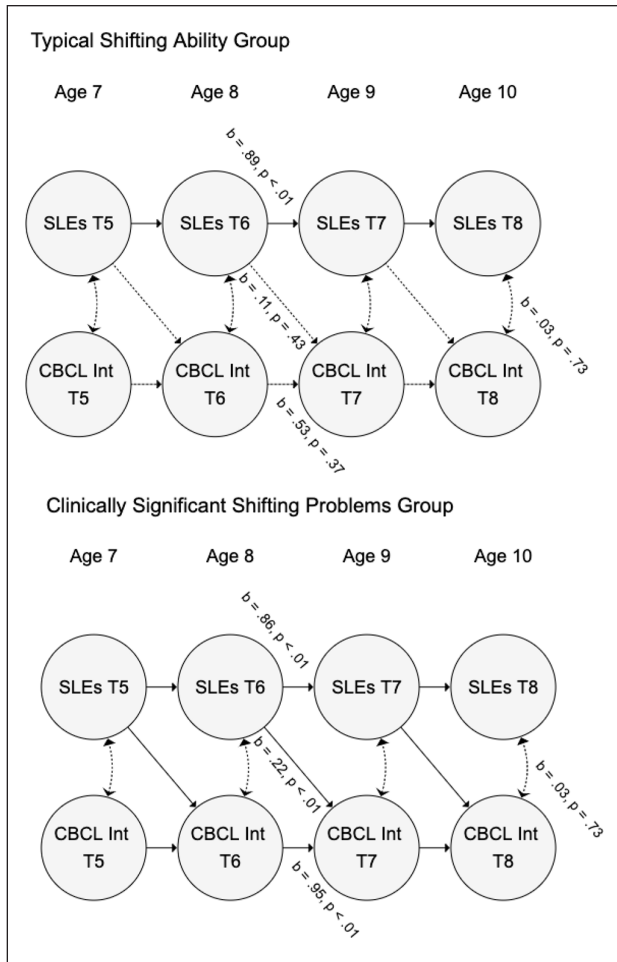 Typical Shifting Ability Group
Age 7 Age 8 Age 9 Age 10
b = .89, p < .01
SLEs T5 SLEs T6 SLEs T7 SLEs T8
b = .11, p = .43
b = .03, p = .73
CBCL Int T5
CBCL Int T6
CBCL Int T7
CBCL Int T8
b = .53, p = .37
Clinically Significant Shifting Problems Group
Age 7 Age 8 Age 9 Age 10
b = .86, p < .01
SLEs T5 SLEs T6 SLEs T7 SLEs T8
b = .22, p < .01
b = .03, p = .73
CBCL Int T5
CBCL Int T6
CBCL Int T7
CBCL Int T8
b = .95, p < .01